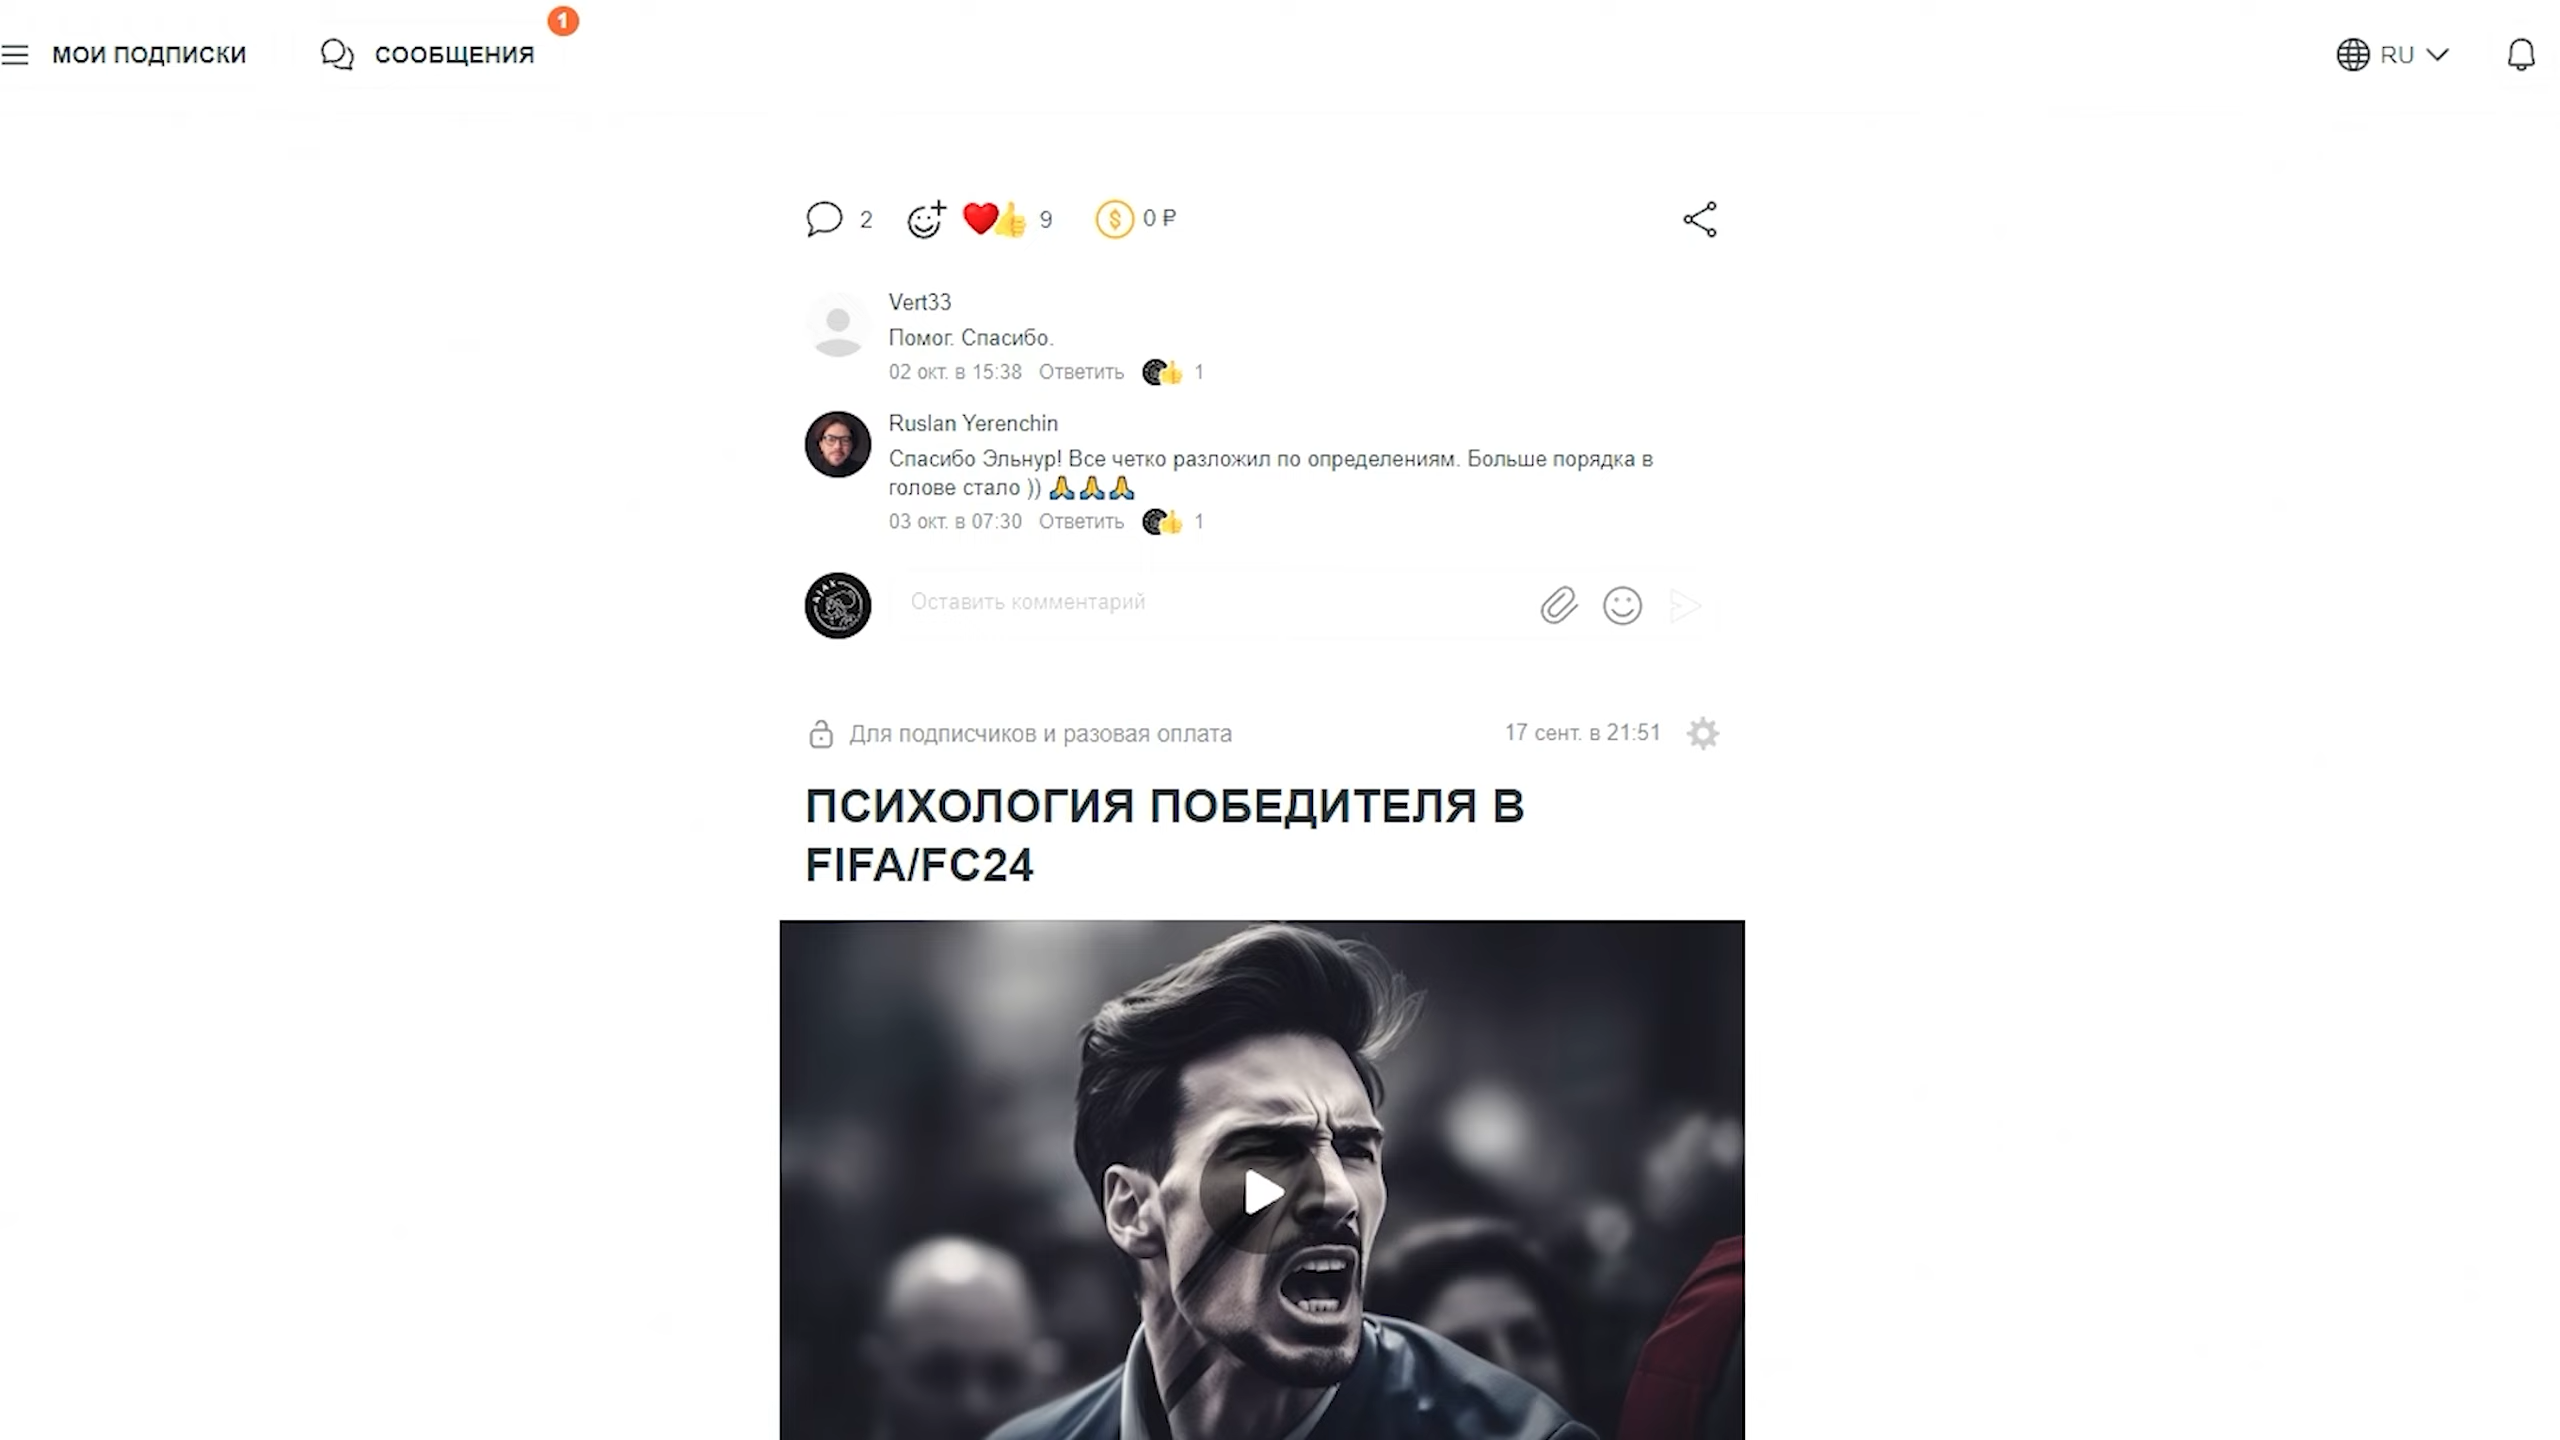 МОИ ПОДПИСКИ
СООБЩЕНИЯ
1
RU
2
9
0 ₽
Vert33
Помог. Спасибо.
02 окт. в 15:38 Ответить 1
Ruslan Yerenchin
Спасибо Эльнур! Все четко разложил по определениям. Больше порядка в
голове стало )) 🙏🙏🙏
03 окт. в 07:30 Ответить 1
Оставить комментарий
Для подписчиков и разовая оплата
17 сент. в 21:51
ПСИХОЛОГИЯ ПОБЕДИТЕЛЯ В
FIFA/FC24